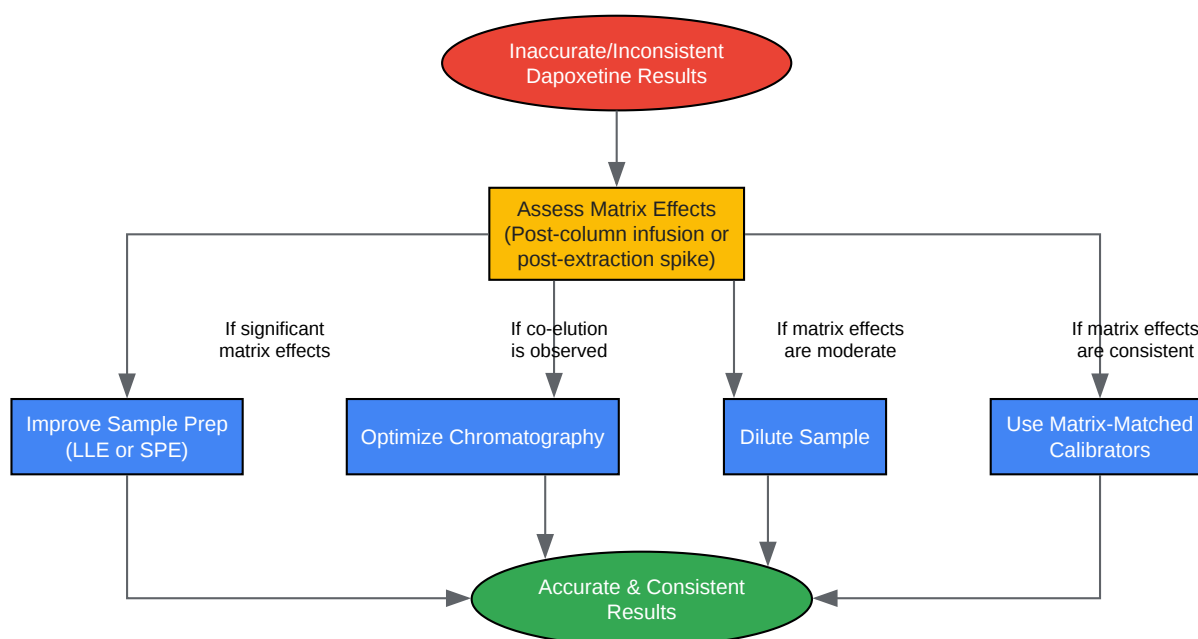 Inaccurate/Inconsistent
Dapoxetine Results
Assess Matrix Effects
(Post-column infusion or
post-extraction spike)
If significant
matrix effects
If co-elution
is observed
If matrix effects
are moderate
If matrix effects
are consistent
Improve Sample Prep
(LLE or SPE)
Optimize Chromatography
Dilute Sample
Use Matrix-Matched
Calibrators
Accurate & Consistent
Results